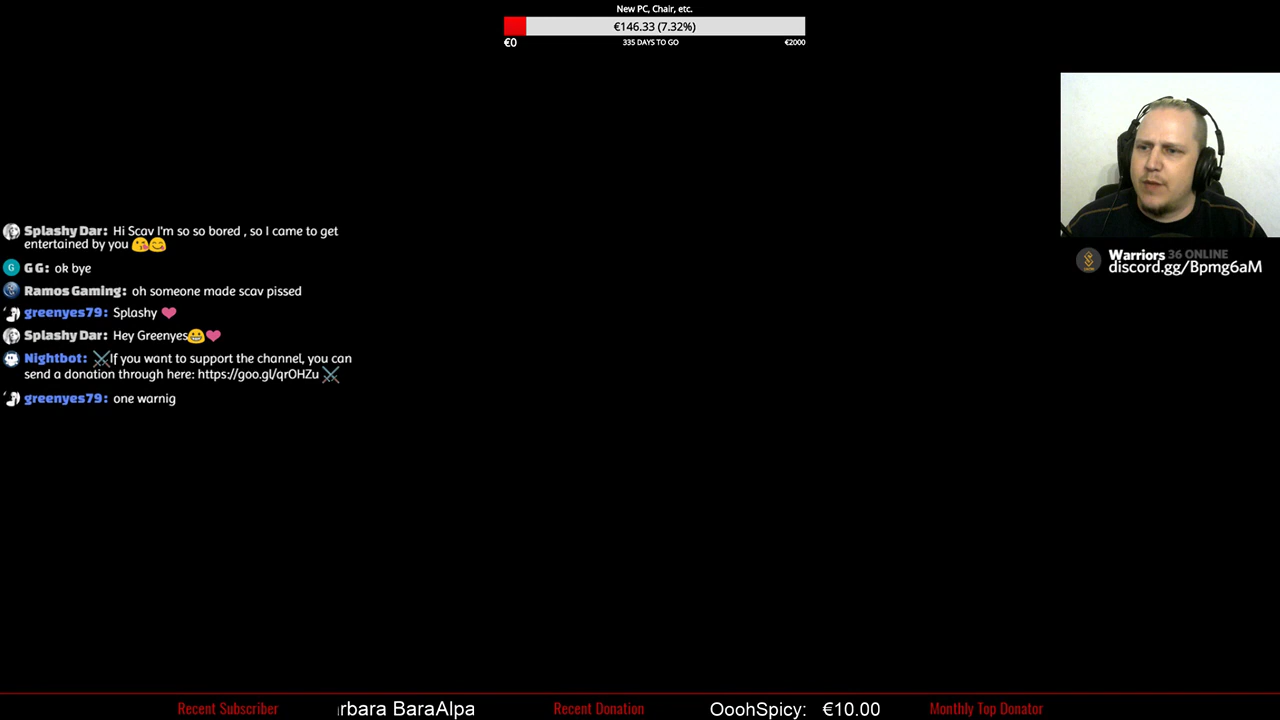 New PC, Chair, etc.
€146.33 (7.32%)
€0
335 DAYS TO GO
€2000
Splashy Dar: Hi Scav I'm so so bored , so I came to get
entertained by you 😘😊
G
G G: ok bye
Ramos Gaming: oh someone made scav pissed
greenyes79: Splashy ❤
Splashy Dar: Hey Greenyes😀❤
Nightbot: ⚔If you want to support the channel, you can
send a donation through here: https://goo.gl/qrOHZu ⚔
greenyes79: one warnig
Warriors 36 ONLINE
discord.gg/Bpmg6aM
Recent Subscriber
rbara BaraAlpa
Recent Donation
OoohSpicy: €10.00
Monthly Top Donator